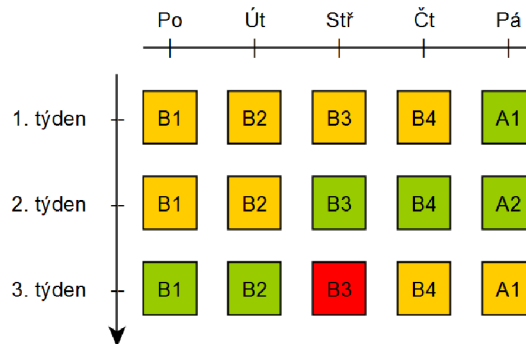 Po Út Stř Čt Pá
1. týden B1 B2 B3 B4 A1
2. týden B1 B2 B3 B4 A2
3. týden B1 B2 B3 B4 A1